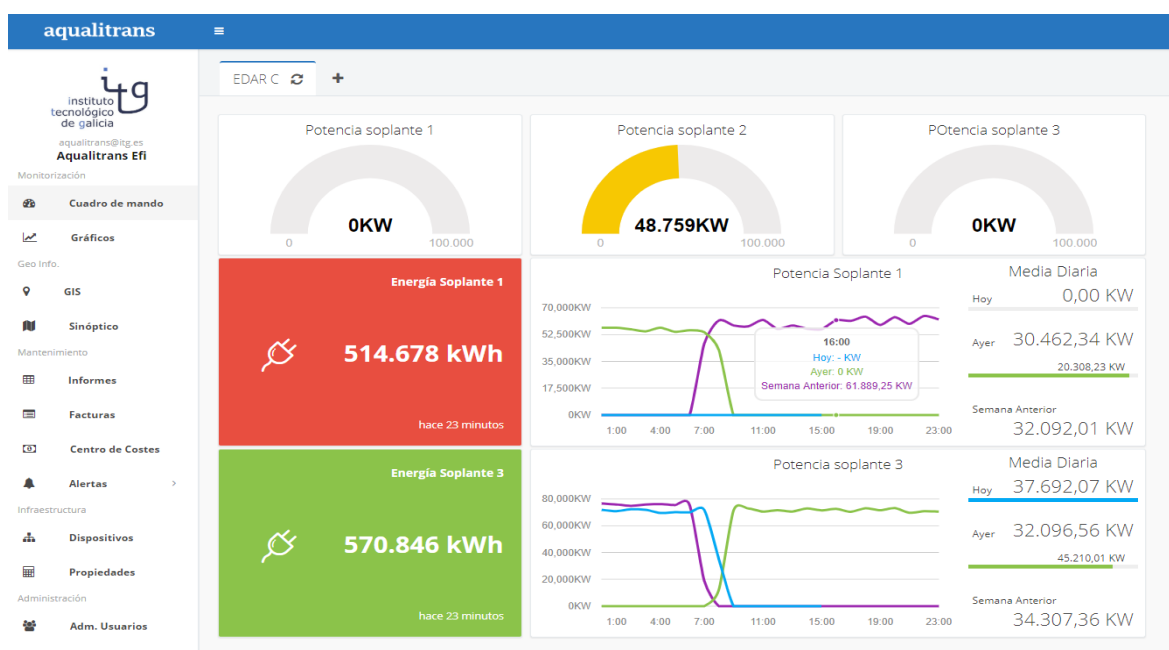 aqualitrans
itg
instituto
tecnológico
de galicia
aqualitrans@itg.es
Aqualitrans Efi
Monitorización
Cuadro de mando
Gráficos
Geo Info.
GIS
Sinóptico
Mantenimiento
Informes
Facturas
Centro de Costes
Alertas
Infraestructura
Dispositivos
Propiedades
Administración
Adm. Usuarios
EDAR C
Potencia soplante 1
0KW
0 100.000
Potencia soplante 2
48.759KW
0 100.000
POtencia soplante 3
0KW
0 100.000
Energía Soplante 1
514.678 kWh
hace 23 minutos
Potencia Soplante 1
70,000KW
52,500KW
35,000KW
17,500KW
0KW
1:00 4:00 7:00 11:00 15:00 19:00 23:00
16:00
Hoy: - KW
Ayer: 0 KW
Semana Anterior: 61.889,25 KW
Media Diaria
Hoy 0,00 KW
Ayer 30.462,34 KW
20.308,23 KW
Semana Anterior
32.092,01 KW
Energía Soplante 3
570.846 kWh
hace 23 minutos
Potencia soplante 3
80,000KW
60,000KW
40,000KW
20,000KW
0KW
1:00 4:00 7:00 11:00 15:00 19:00 23:00
Media Diaria
Hoy 37.692,07 KW
Ayer 32.096,56 KW
45.210,01 KW
Semana Anterior
34.307,36 KW